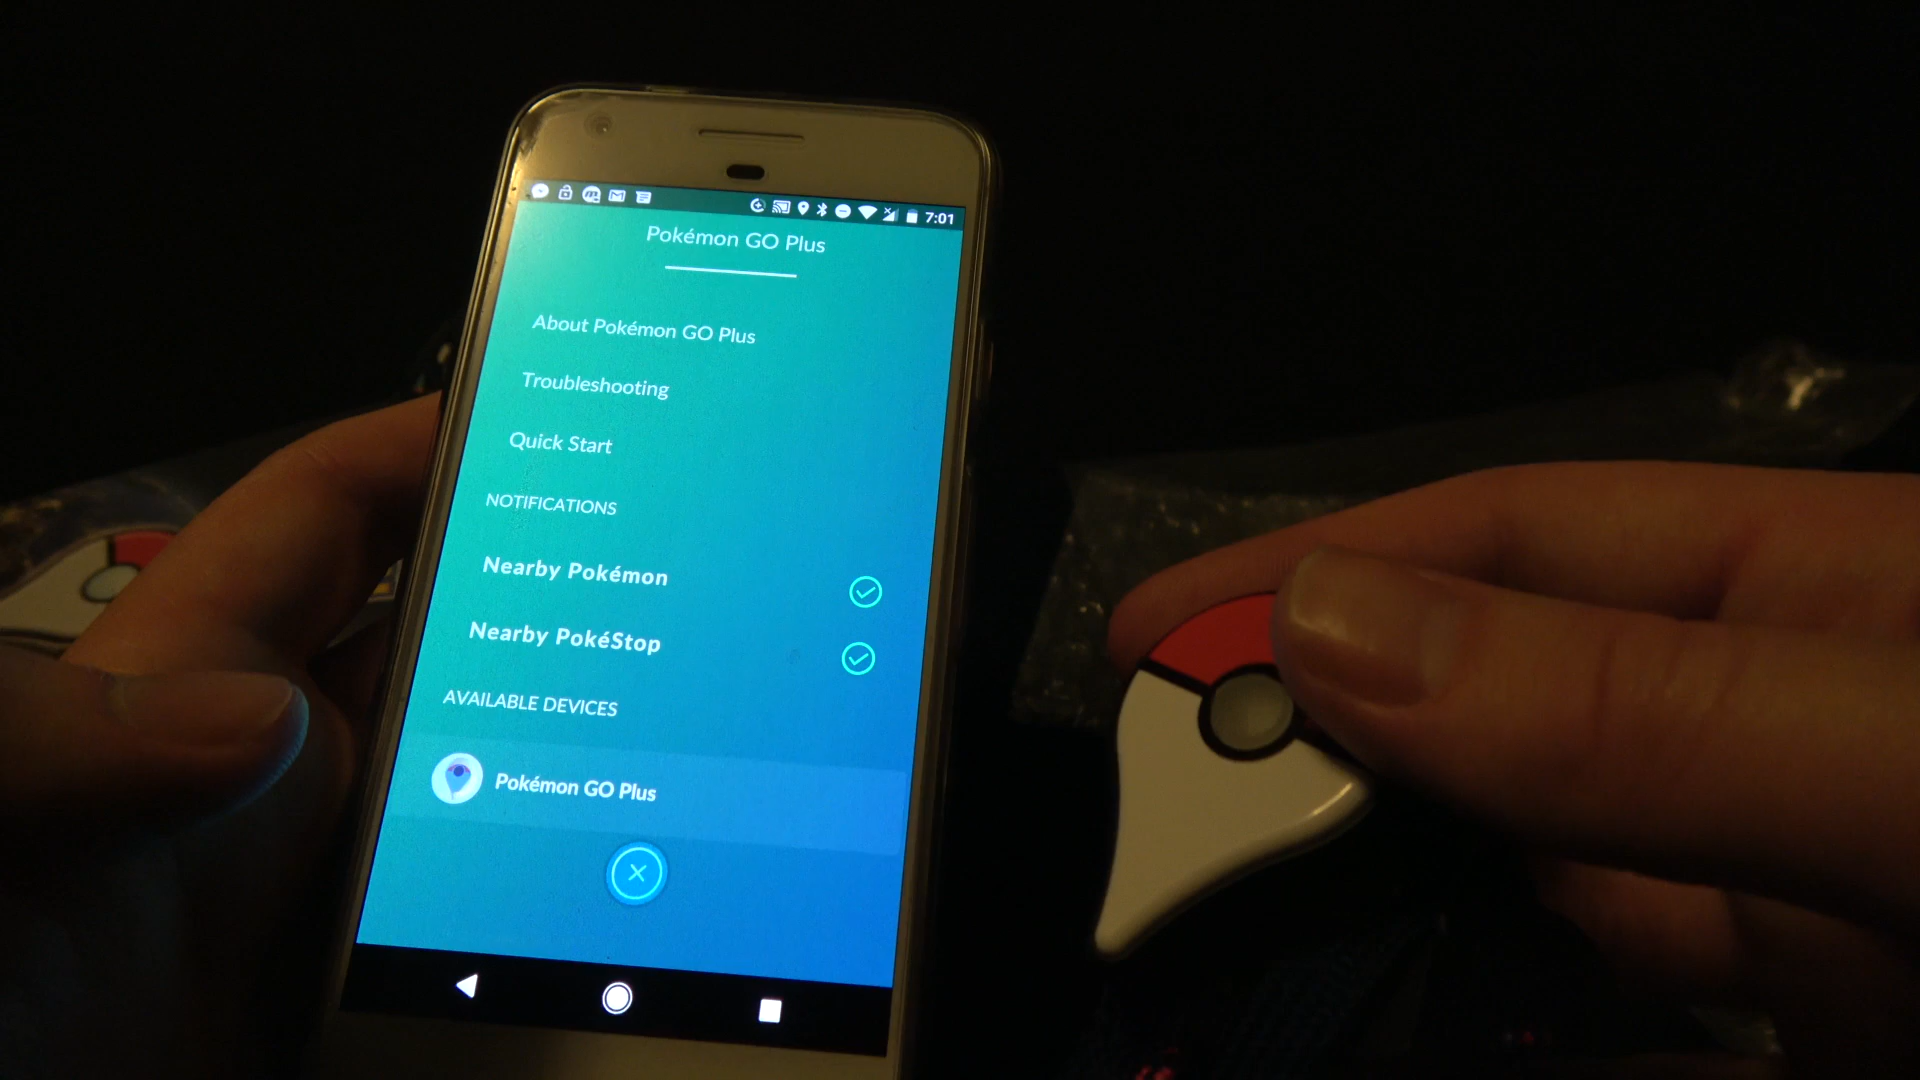 7:01
Pokémon GO Plus
About Pokémon GO Plus
Troubleshooting
Quick Start
NOTIFICATIONS
Nearby Pokémon
Nearby PokéStop
AVAILABLE DEVICES
Pokémon GO Plus